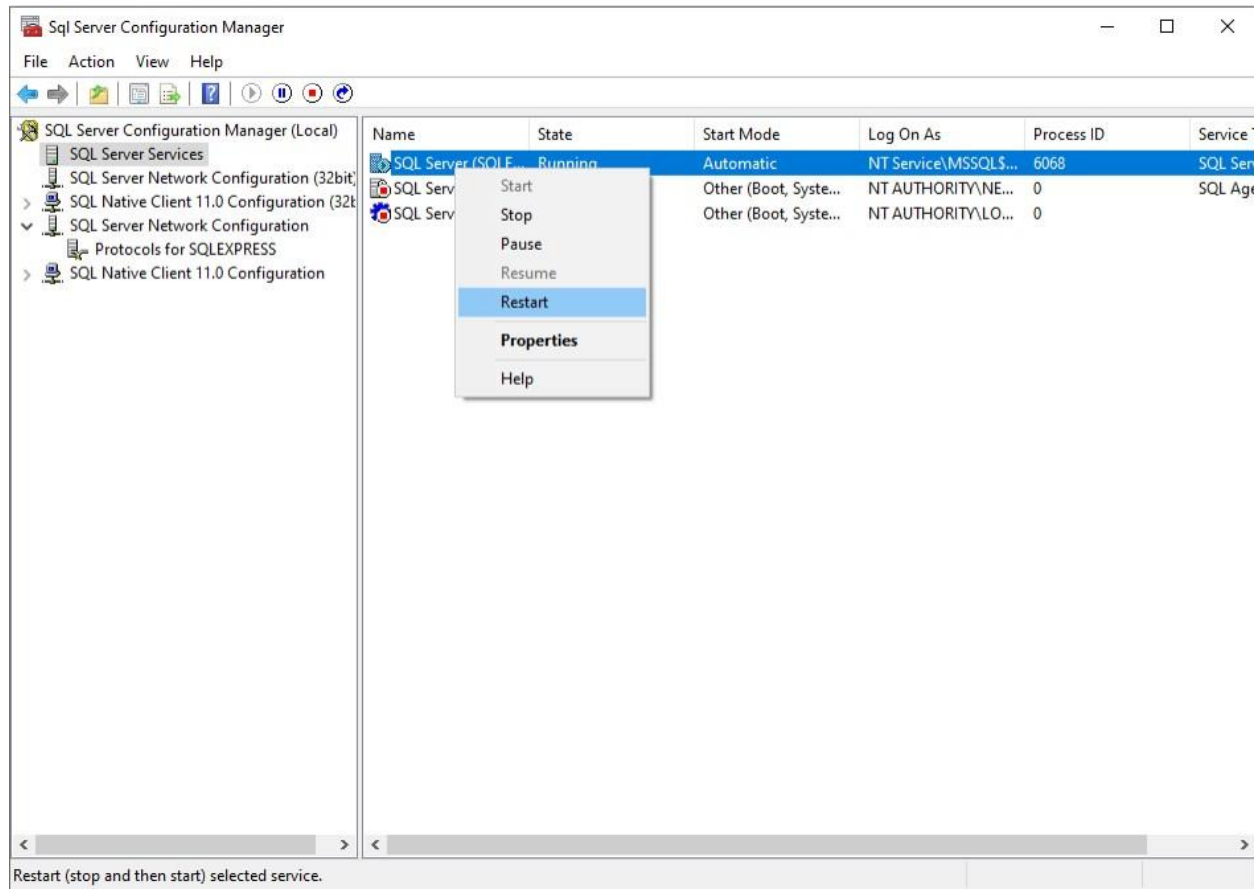 Sql Server Configuration Manager
File Action View Help
SQL Server Configuration Manager (Local)
SQL Server Services
SQL Server Network Configuration (32bit)
SQL Native Client 11.0 Configuration (32b
SQL Server Network Configuration
Protocols for SQLEXPRESS
SQL Native Client 11.0 Configuration
Name State Start Mode Log On As Process ID Service
SQL Server (SQLE... Running Automatic NT Service\MSSQL$... 6068 SQL Ser
SQL Serv Other (Boot, Syste... NT AUTHORITY\NE... 0 SQL Age
SQL Serv Other (Boot, Syste... NT AUTHORITY\LO... 0
Start
Stop
Pause
Resume
Restart
Properties
Help
Restart (stop and then start) selected service.